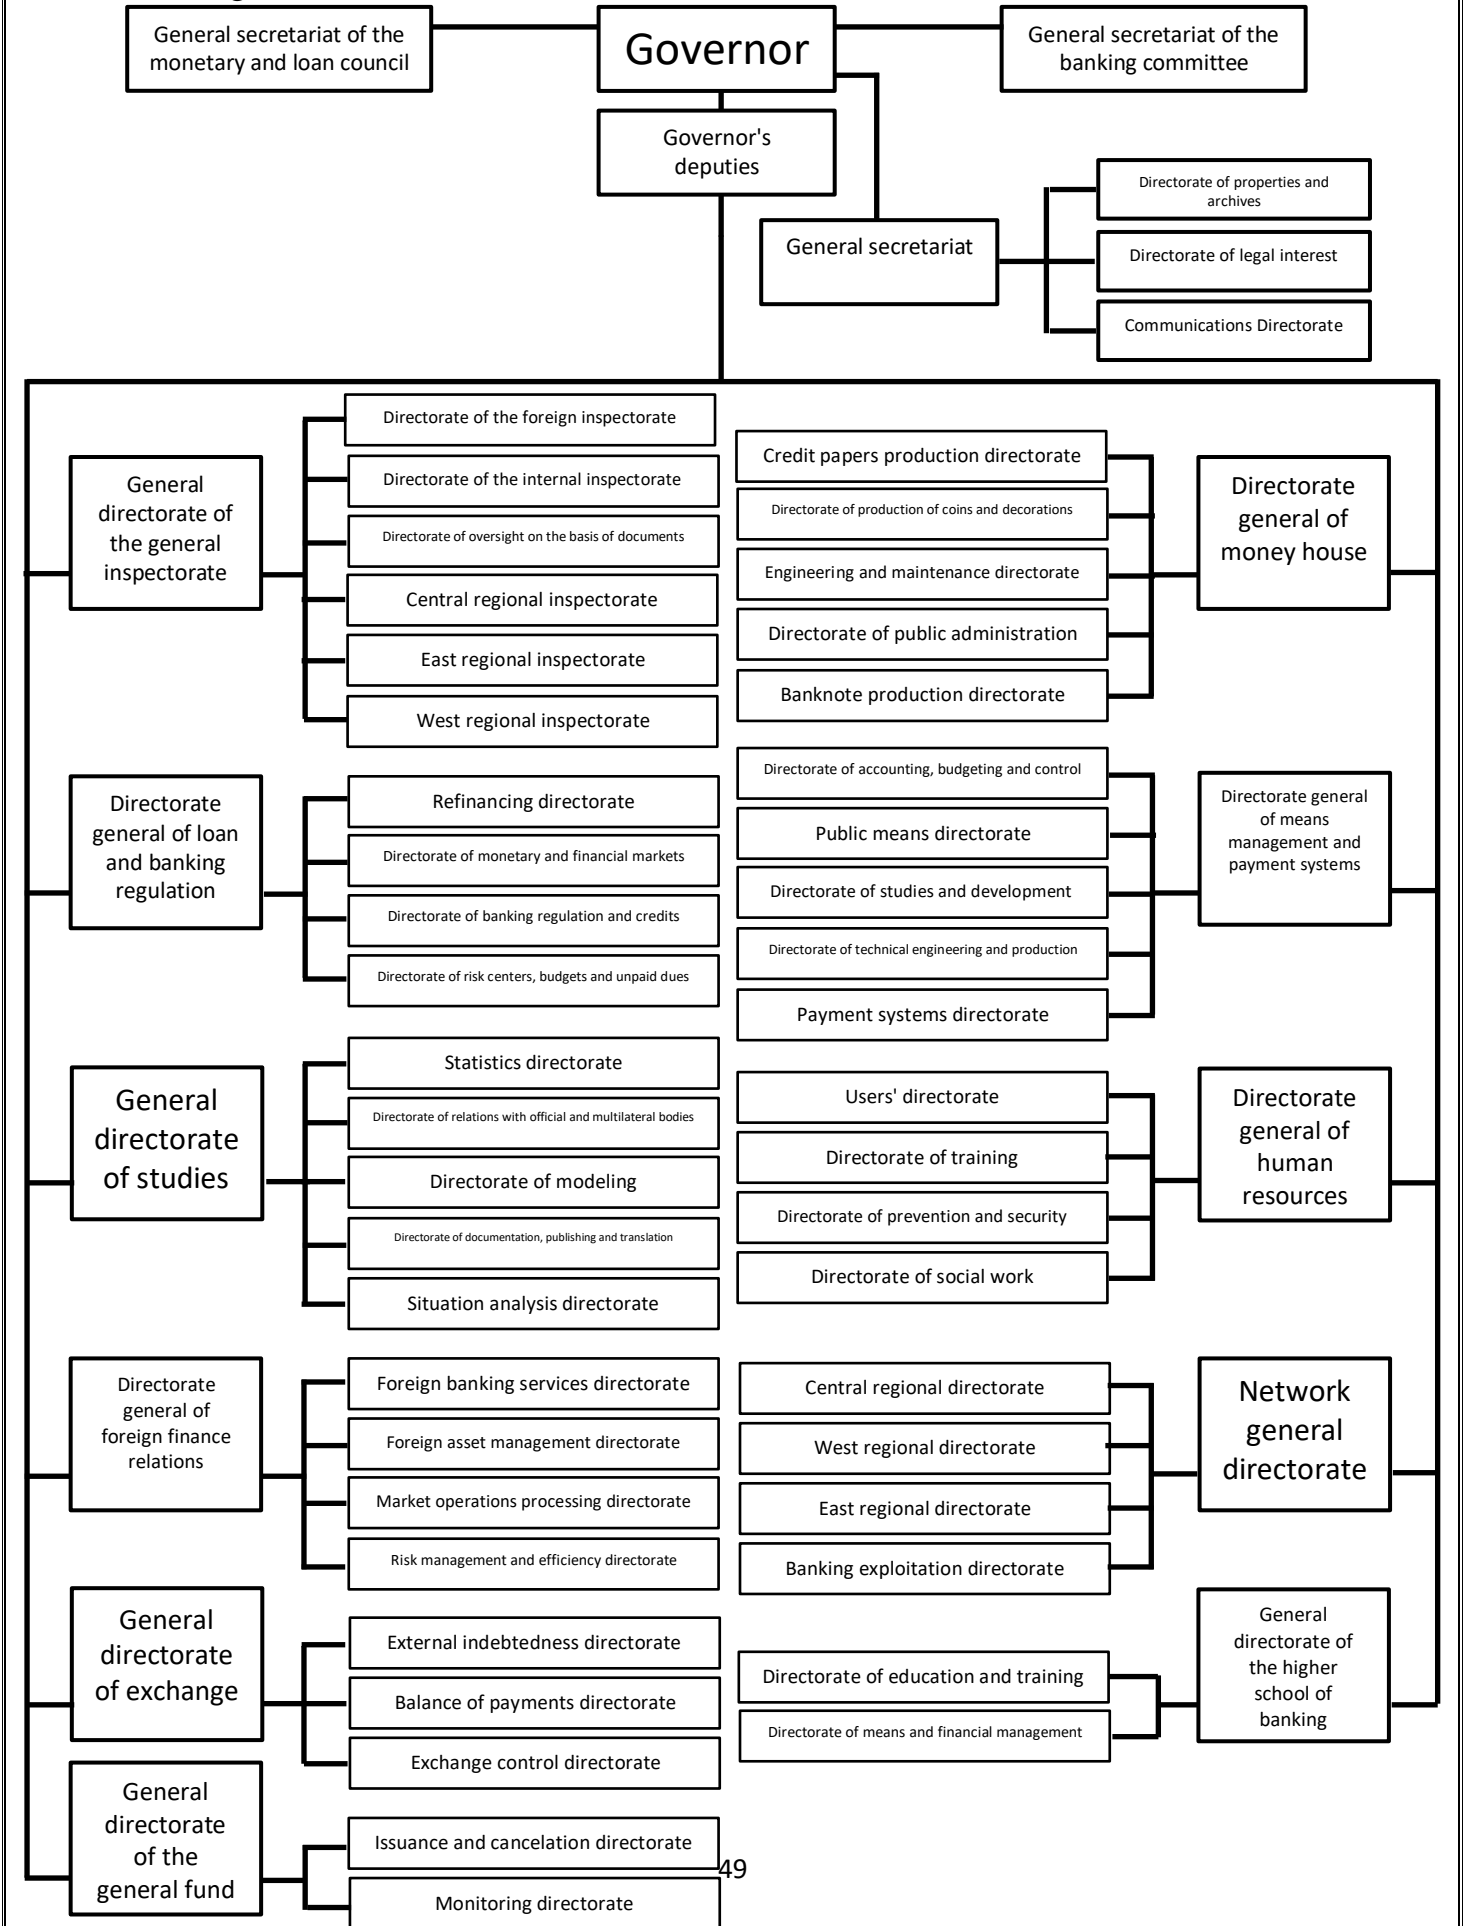 General secretariat of the
monetary and loan council
Governor
General secretariat of the
banking committee
Governor's
deputies
General secretariat
Directorate of properties and
archives
Directorate of legal interest
Communications Directorate
General
directorate of
the general
inspectorate
Directorate of the foreign inspectorate
Directorate of the internal inspectorate
Directorate of oversight on the basis of documents
Central regional inspectorate
East regional inspectorate
West regional inspectorate
Credit papers production directorate
Directorate of production of coins and decorations
Engineering and maintenance directorate
Directorate of public administration
Banknote production directorate
Directorate
general of
money house
Directorate
general of loan
and banking
regulation
Refinancing directorate
Directorate of monetary and financial markets
Directorate of banking regulation and credits
Directorate of risk centers, budgets and unpaid dues
Directorate of accounting, budgeting and control
Public means directorate
Directorate of studies and development
Directorate of technical engineering and production
Payment systems directorate
Directorate general
of means
management and
payment systems
General
directorate
of studies
Statistics directorate
Directorate of relations with official and multilateral bodies
Directorate of modeling
Directorate of documentation, publishing and translation
Situation analysis directorate
Users' directorate
Directorate of training
Directorate of prevention and security
Directorate of social work
Directorate
general of
human
resources
Directorate
general of
foreign finance
relations
Foreign banking services directorate
Foreign asset management directorate
Market operations processing directorate
Risk management and efficiency directorate
Central regional directorate
West regional directorate
East regional directorate
Banking exploitation directorate
Network
general
directorate
General
directorate
of exchange
External indebtedness directorate
Balance of payments directorate
Exchange control directorate
Directorate of education and training
Directorate of means and financial management
General
directorate of
the higher
school of
banking
General
directorate
of the
general fund
Issuance and cancelation directorate
Monitoring directorate
49